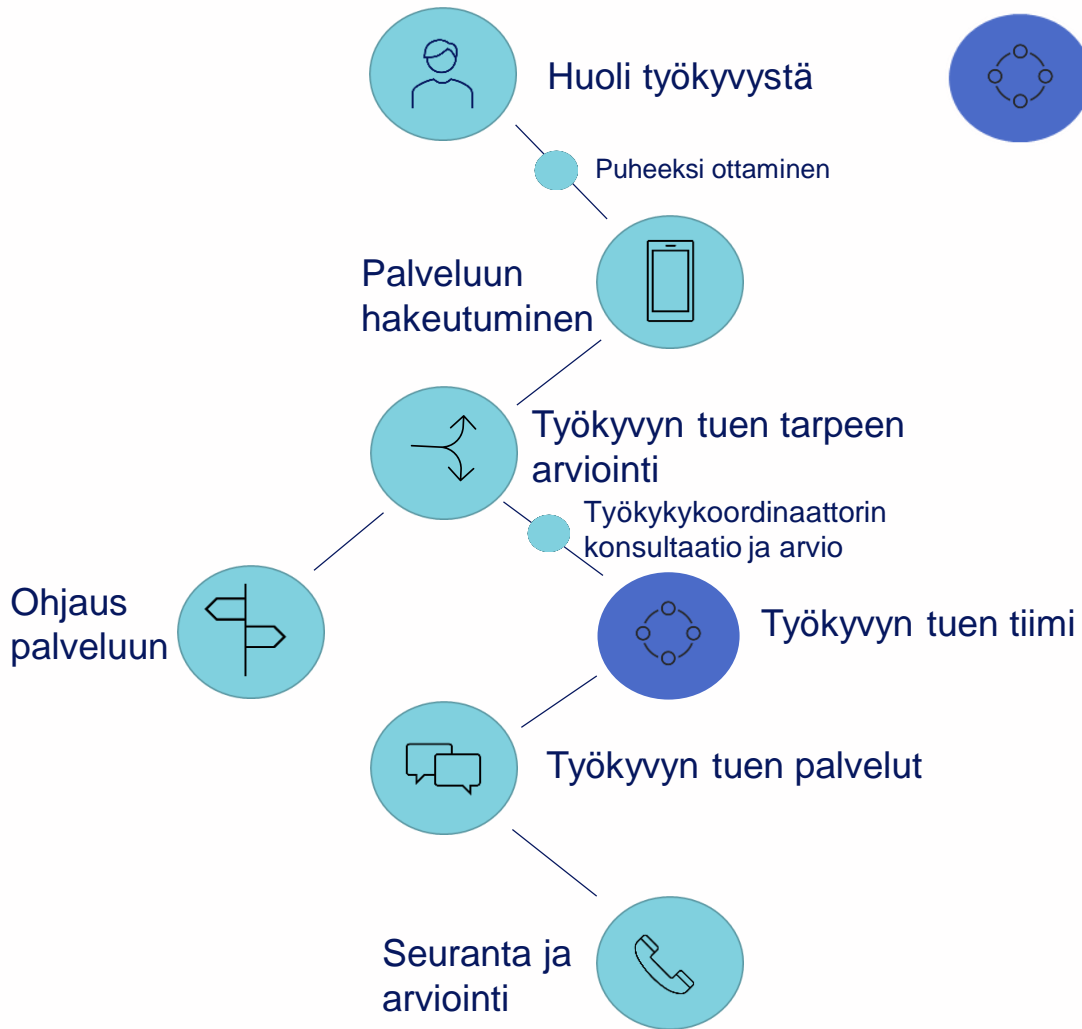 Huoli työkyvystä
Puheeksi ottaminen
Palveluun
hakeutuminen
Työkyvyn tuen tarpeen
arviointi
Työkykykoordinaattorin
konsultaatio ja arvio
Ohjaus
palveluun
Työkyvyn tuen tiimi
Työkyvyn tuen palvelut
Seuranta ja
arviointi